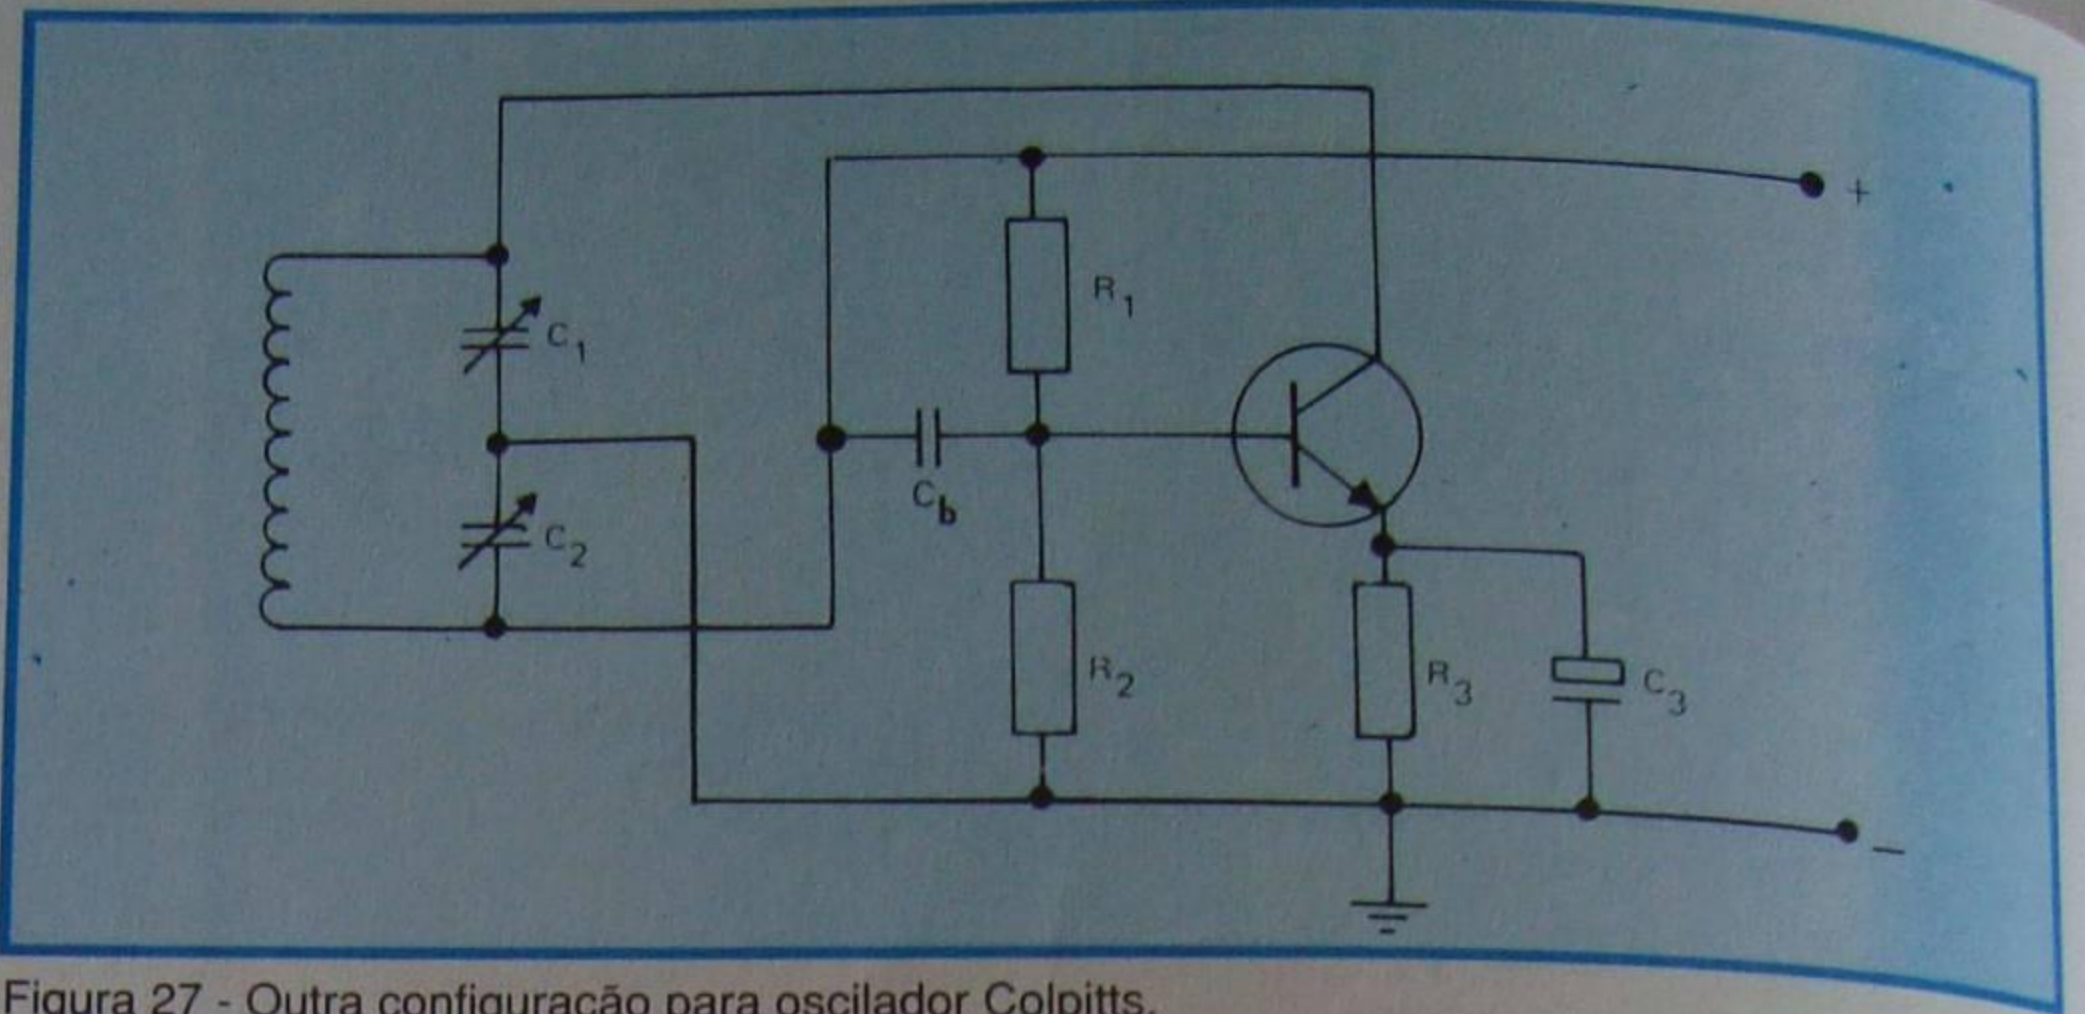 +
R1
C1
Cb
C2
R2
R3
C3
−
Figura 27 - Outra configuração para oscilador Colpitts.